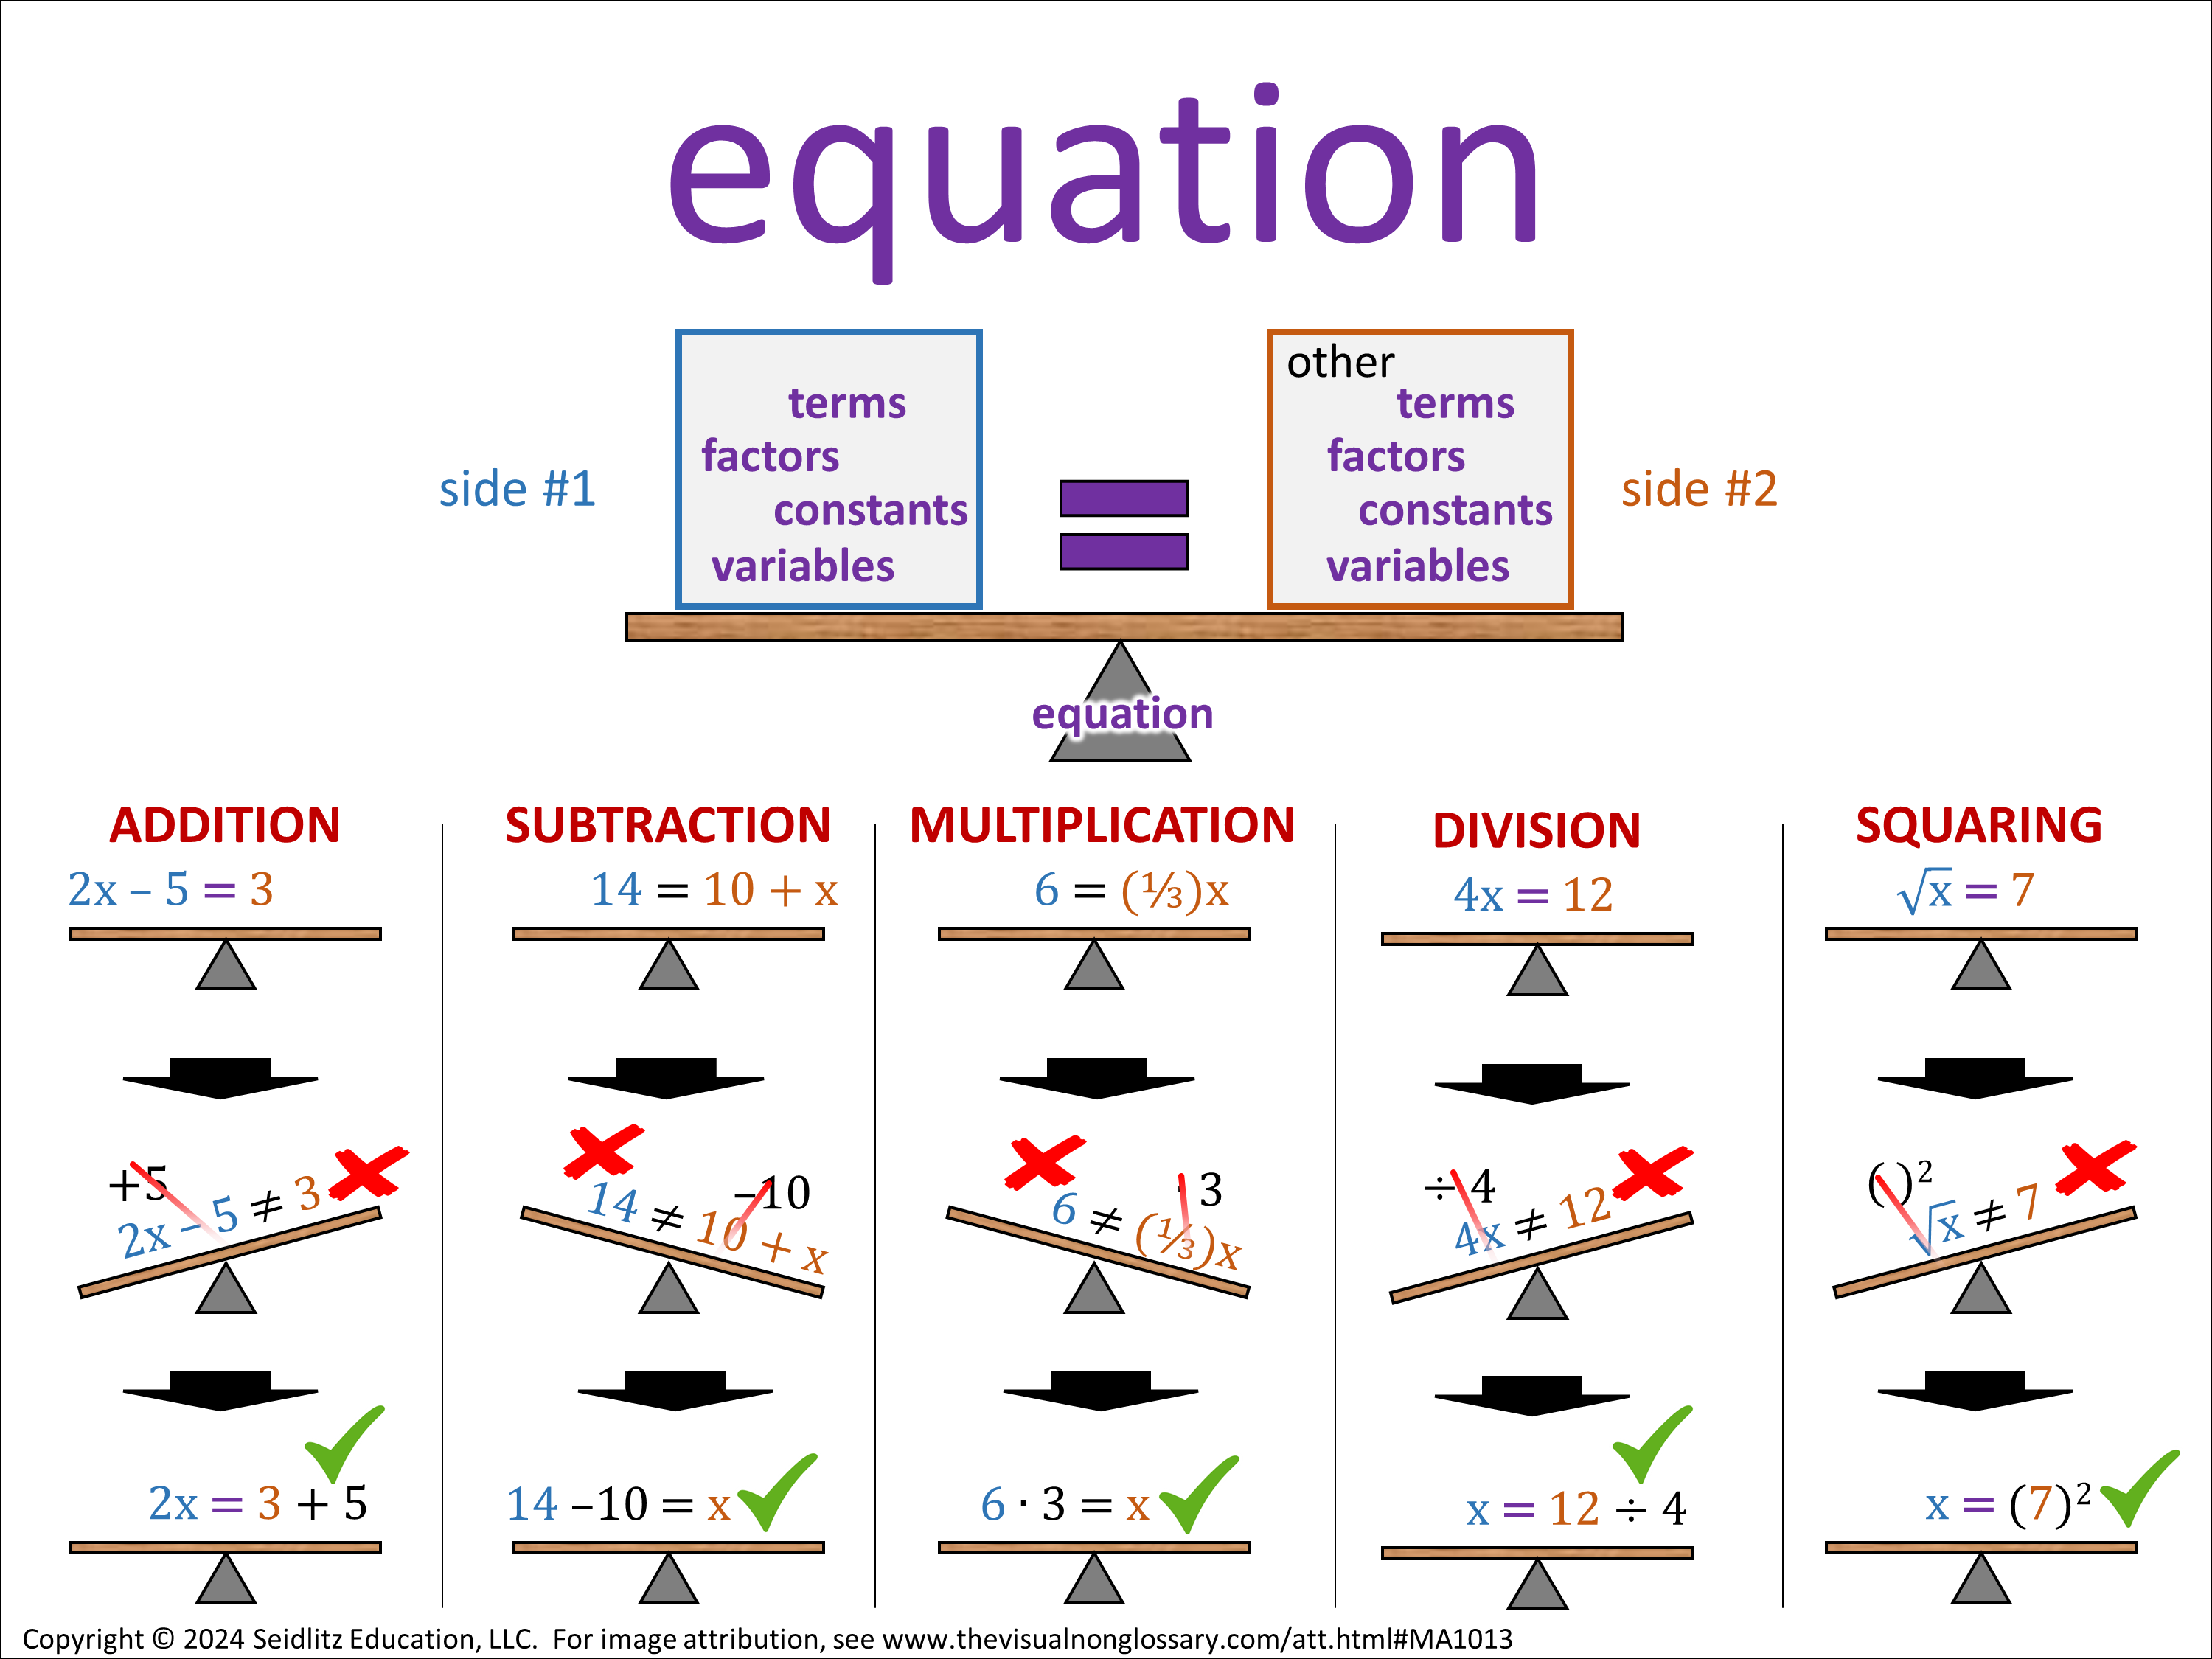 equation
side #1
terms
factors
constants
variables
=
other
terms
factors
constants
variables
side #2
equation
ADDITION
2x – 5 = 3
+5
2x – 5 ≠ 3
2x = 3 + 5
SUBTRACTION
14 = 10 + x
–10
14 ≠ 10 + x
14 –10 = x
MULTIPLICATION
6 = (⅓)x
· 3
6 ≠ (⅓)x
6 · 3 = x
DIVISION
4x = 12
÷ 4
4x ≠ 12
x = 12 ÷ 4
SQUARING
√x = 7
( )²
√x ≠ 7
x = (7)²
Copyright © 2024 Seidlitz Education, LLC.  For image attribution, see www.thevisualnonglossary.com/att.html#MA1013